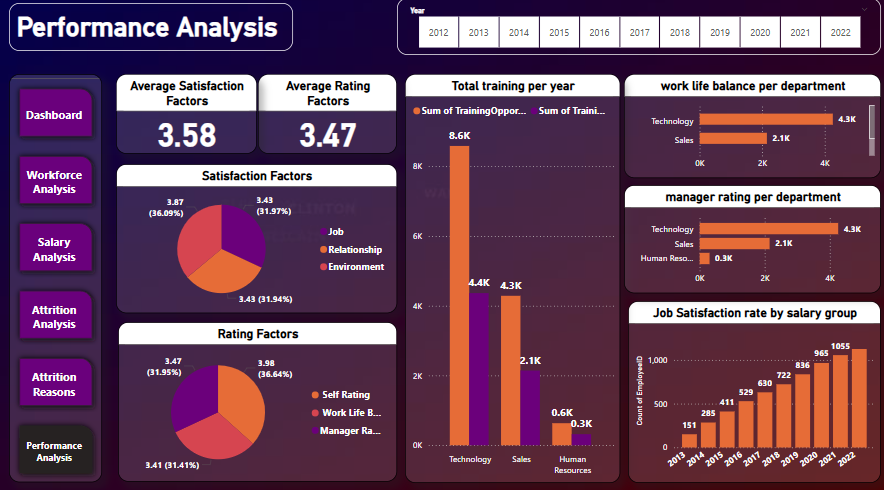 Performance Analysis
Year
2012 2013 2014 2015 2016 2017 2018 2019 2020 2021 2022
Dashboard
Workforce
Analysis
Salary
Analysis
Attrition
Analysis
Attrition
Reasons
Performance
Analysis
Average Satisfaction
Factors
3.58
Average Rating
Factors
3.47
Satisfaction Factors
3.87
(36.09%)
3.43
(31.97%)
3.43 (31.94%)
Job
Relationship
Environment
Rating Factors
3.47
(31.95%)
3.98
(36.64%)
3.41 (31.41%)
Self Rating
Work Life B...
Manager Ra...
Total training per year
Sum of TrainingOppor... Sum of Traini...
8K
6K
4K
2K
0K
8.6K
4.4K
4.3K
2.1K
0.6K
0.3K
Technology
Sales
Human
Resources
work life balance per department
Technology 4.3K
Sales 2.1K
0K 2K 4K
manager rating per department
Technology 4.3K
Sales 2.1K
Human Reso... 0.3K
0K 2K 4K
Job Satisfaction rate by salary group
Count of EmployeeID
1,000
500
0
151 285 411 529 630 722 836 965 1055
2013 2014 2015 2016 2017 2018 2019 2020 2021 2022